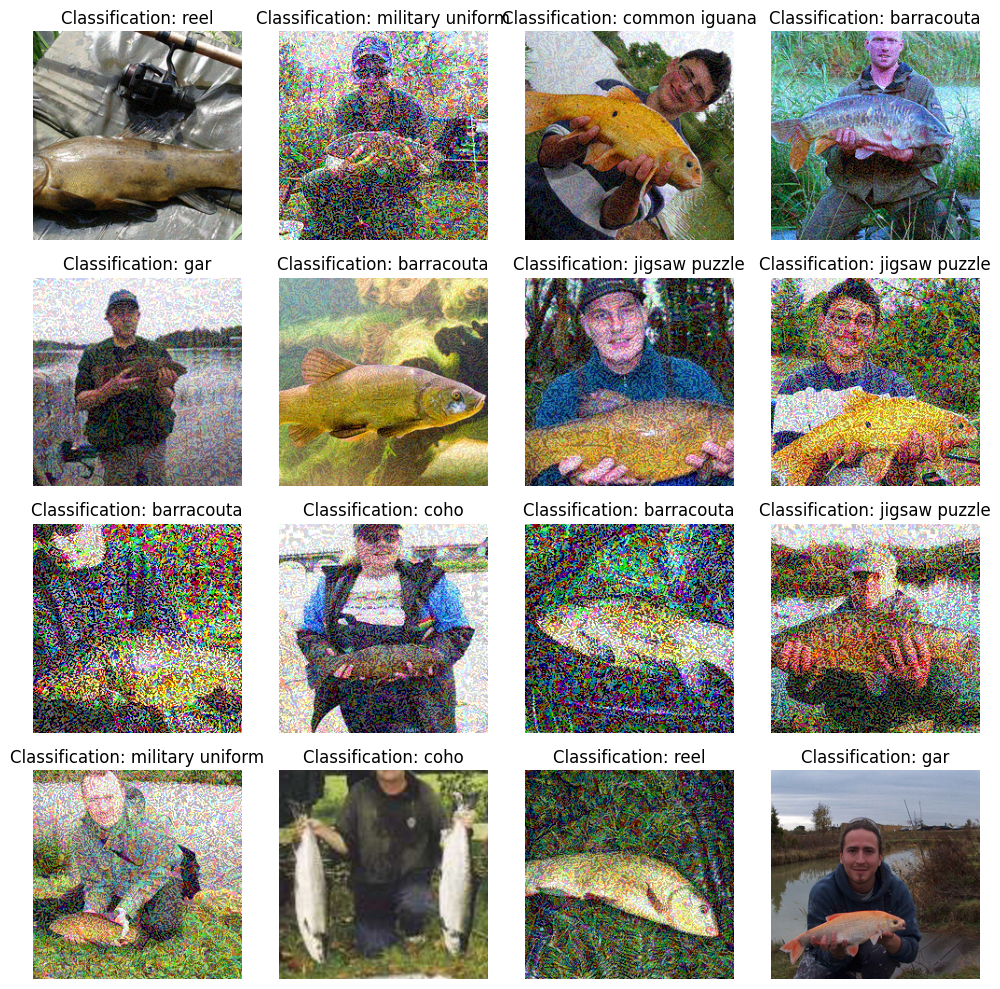 Classification: reel
Classification: military uniform
Classification: common iguana
Classification: barracouta
Classification: gar
Classification: barracouta
Classification: jigsaw puzzle
Classification: jigsaw puzzle
Classification: barracouta
Classification: coho
Classification: barracouta
Classification: jigsaw puzzle
Classification: military uniform
Classification: coho
Classification: reel
Classification: gar